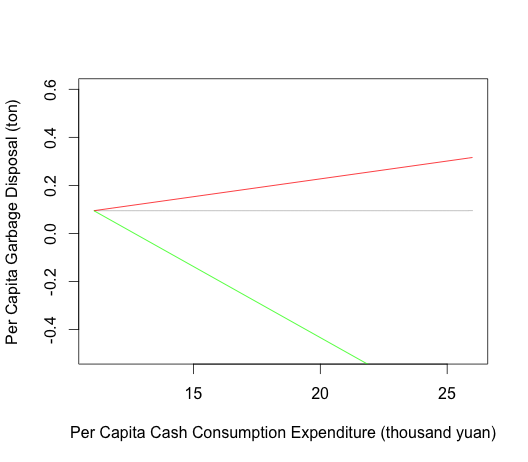 Per Capita Garbage Disposal (ton)
0.6
0.4
0.2
0.0
-0.2
-0.4
15 20 25
Per Capita Cash Consumption Expenditure (thousand yuan)